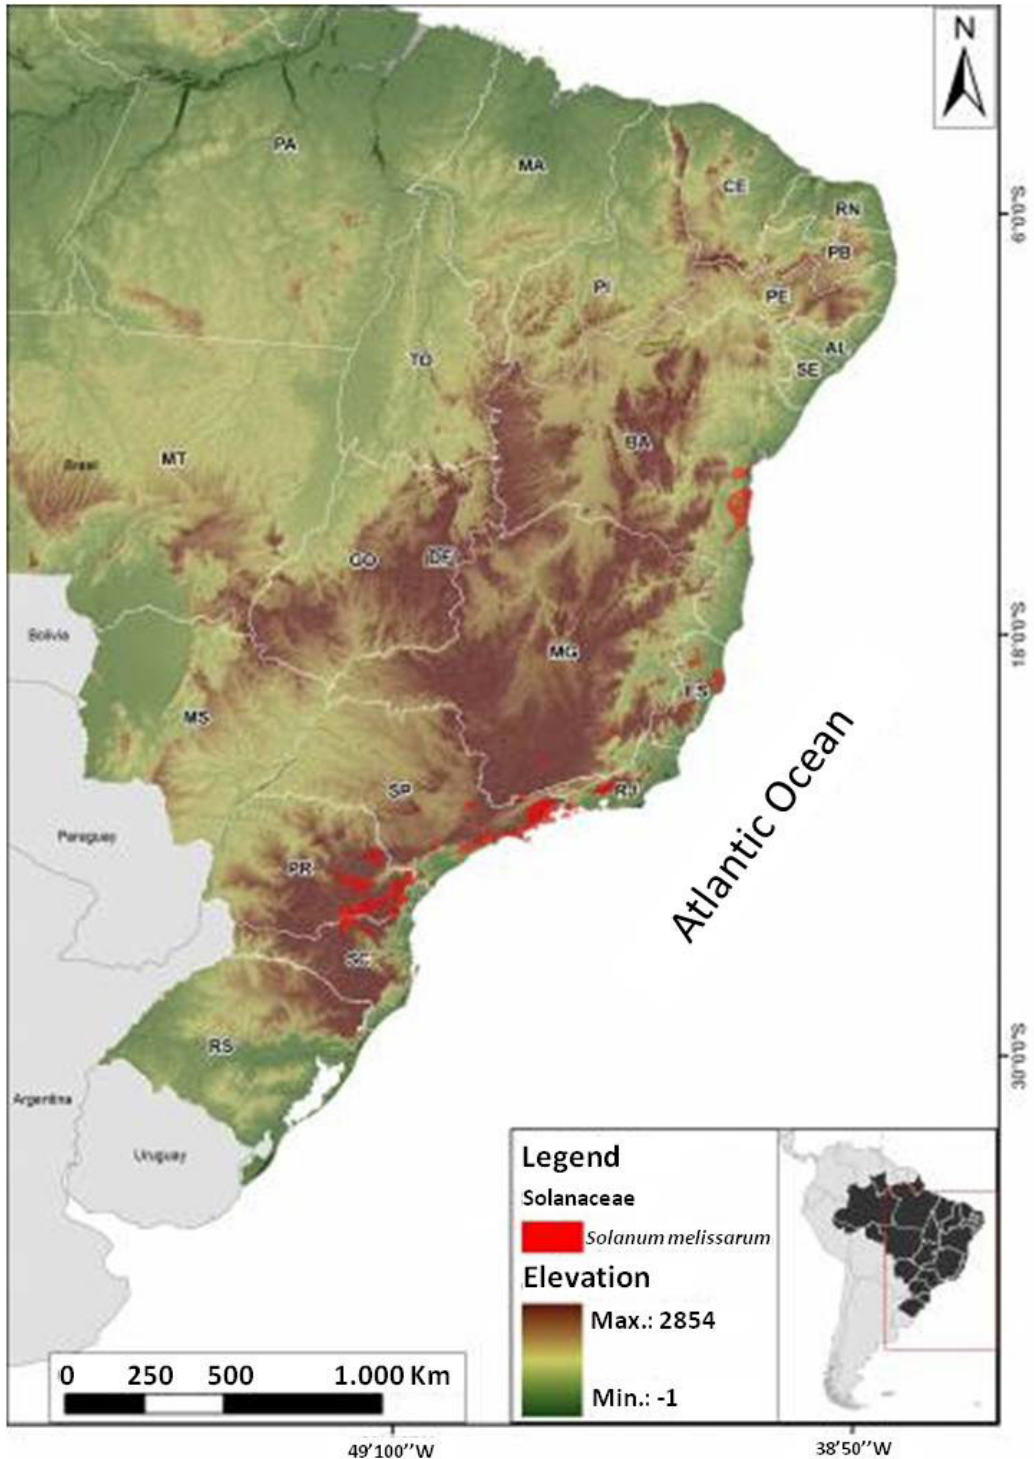 N
PA
MA
CE
RN
PB
PI
PE
AL
SE
TO
BA
MT
Brasil
GO
DF
Bolivia
MG
ES
MS
SP
RJ
Paraguay
PR
SC
RS
Argentina
Uruguay
Atlantic Ocean
6°0'0"S
18°0'0"S
30°0'0"S
Legend
Solanaceae
Solanum melissarum
Elevation
Max.: 2854
Min.: -1
0 250 500 1.000 Km
49'100''W
38'50''W